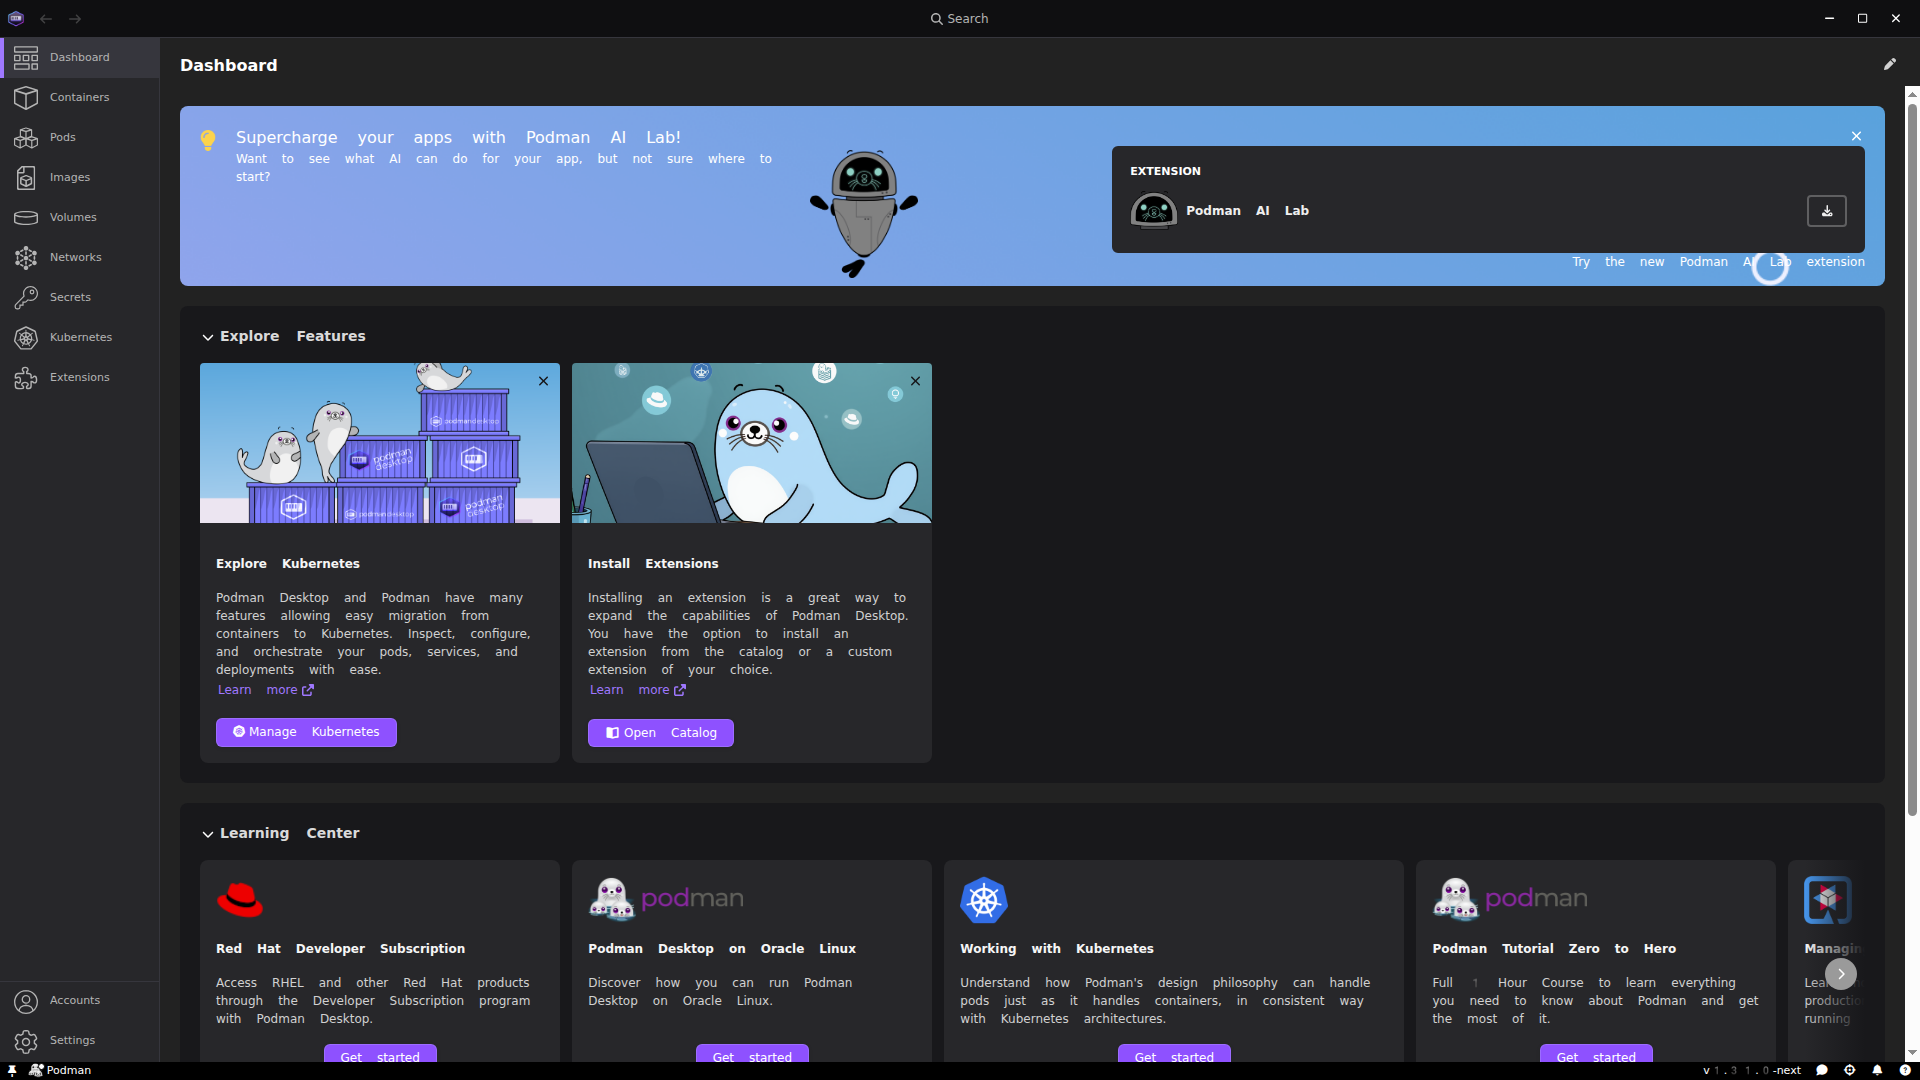 Search
Dashboard
Containers
Pods
Images
Volumes
Networks
Secrets
Kubernetes
Extensions
Accounts
Settings
Dashboard
Supercharge your apps with Podman AI Lab!
Want to see what AI can do for your app, but not sure where to
start?
EXTENSION
Podman AI Lab
Try the new Podman AI Lab extension
Explore Features
podmandesktop
podman
desktop
podmandesktop
podman
desktop
Explore Kubernetes
Podman Desktop and Podman have many
features allowing easy migration from
containers to Kubernetes. Inspect, configure,
and orchestrate your pods, services, and
deployments with ease.
Learn more
Manage Kubernetes
Install Extensions
Installing an extension is a great way to
expand the capabilities of Podman Desktop.
You have the option to install an
extension from the catalog or a custom
extension of your choice.
Learn more
Open Catalog
Learning Center
Red Hat Developer Subscription
Access RHEL and other Red Hat products
through the Developer Subscription program
with Podman Desktop.
Get started
podman
Podman Desktop on Oracle Linux
Discover how you can run Podman
Desktop on Oracle Linux.
Get started
Working with Kubernetes
Understand how Podman's design philosophy can handle
pods just as it handles containers, in consistent way
with Kubernetes architectures.
Get started
podman
Podman Tutorial Zero to Hero
Full 1 Hour Course to learn everything
you need to know about Podman and get
the most of it.
Get started
running
Podman
v1.31.0-next